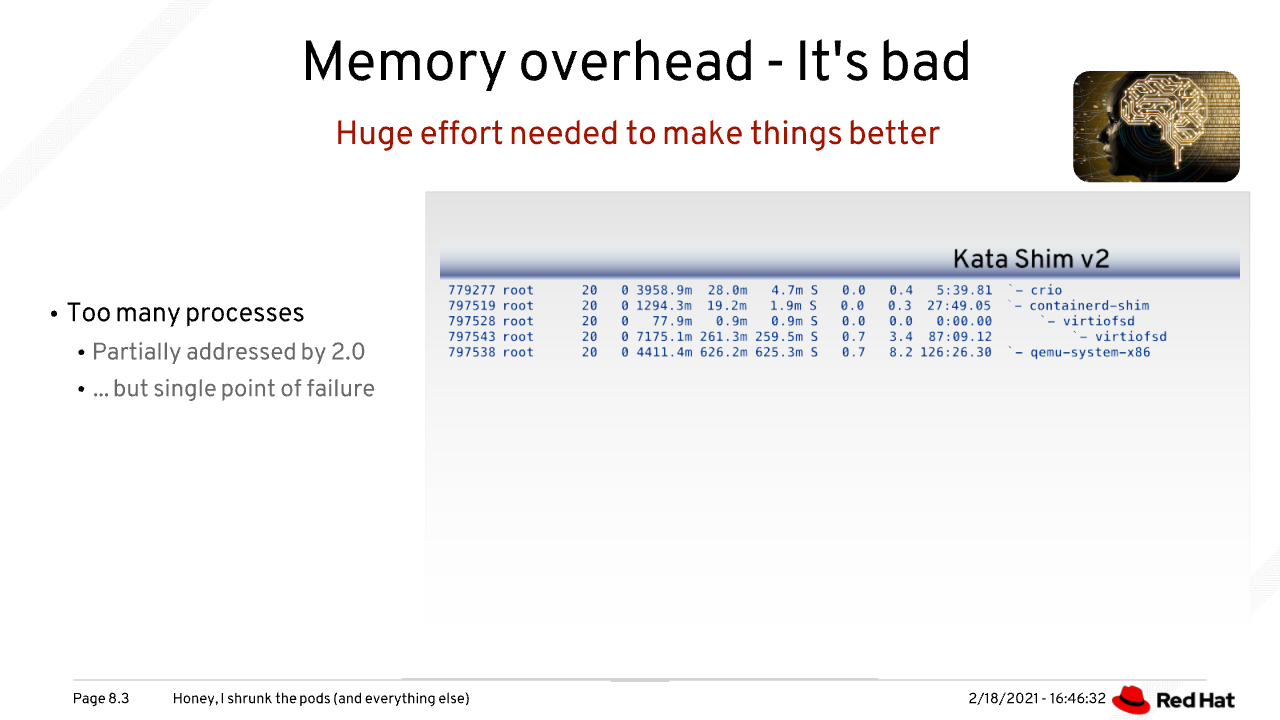 Memory overhead - It's bad
Huge effort needed to make things better
• Too many processes
• Partially addressed by 2.0
• ... but single point of failure
Kata Shim v2
779277 root 20 0 3958.9m 28.0m 4.7m S 0.0 0.4 5:39.81 `- crio
797519 root 20 0 1294.3m 19.2m 1.9m S 0.0 0.3 27:49.05 `- containerd-shim
797528 root 20 0 77.9m 0.9m 0.9m S 0.0 0.0 0:00.00 `- virtiofsd
797543 root 20 0 7175.1m 261.3m 259.5m S 0.7 3.4 87:09.12 `- virtiofsd
797538 root 20 0 4411.4m 626.2m 625.3m S 0.7 8.2 126:26.30 `- qemu-system-x86
Page 8.3 Honey, I shrunk the pods (and everything else) 2/18/2021 - 16:46:32 Red Hat